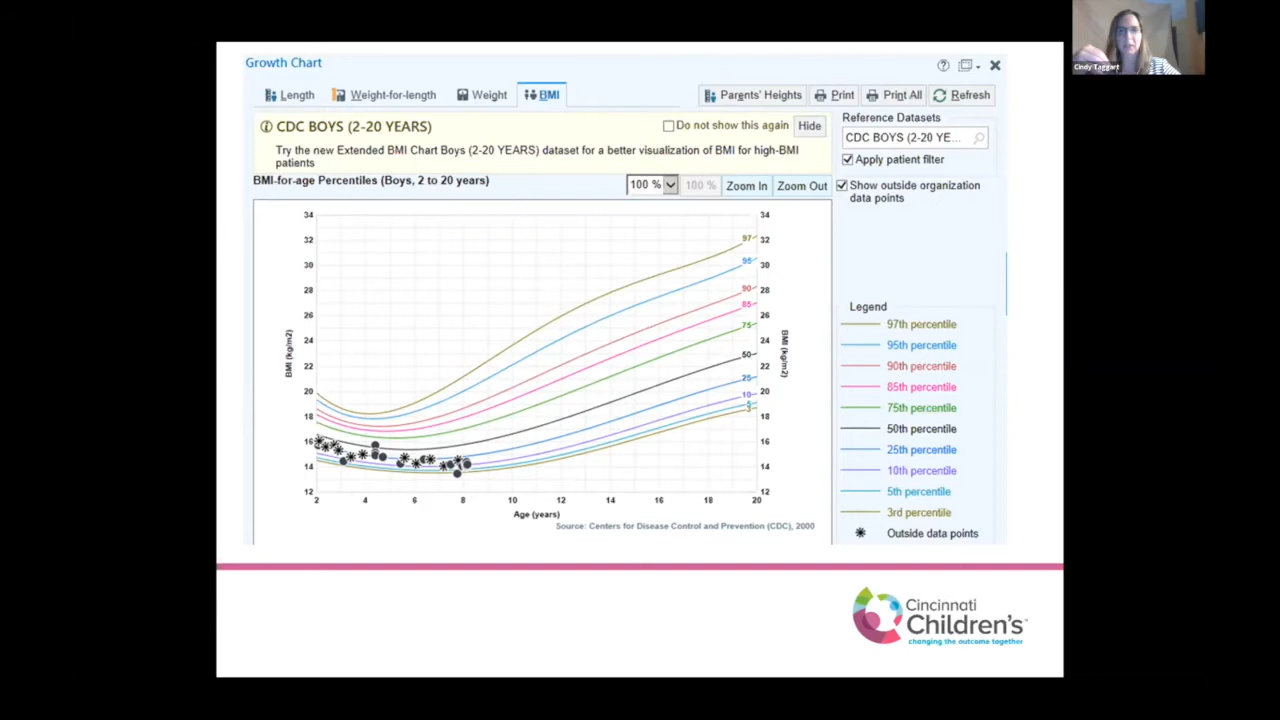 Cindy Taggart
Growth Chart
Length Weight-for-length Weight BMI
Parents' Heights Print Print All Refresh
CDC BOYS (2-20 YEARS)
Do not show this again Hide
Try the new Extended BMI Chart Boys (2-20 YEARS) dataset for a better visualization of BMI for high-BMI
patients
Reference Datasets
CDC BOYS (2-20 YE...
Apply patient filter
Show outside organization
data points
BMI-for-age Percentiles (Boys, 2 to 20 years)
100 % 100 % Zoom In Zoom Out
34 34
32 97 32
30 95 30
28 90 28
26 85 26
24 75 24
22 50 22
20 25 20
18 10 18
5
3
16 16
14 14
12 12
BMI (kg/m2)
BMI (kg/m2)
2 4 6 8 10 12 14 16 18 20
Age (years)
Source: Centers for Disease Control and Prevention (CDC), 2000
Legend
97th percentile
95th percentile
90th percentile
85th percentile
75th percentile
50th percentile
25th percentile
10th percentile
5th percentile
3rd percentile
Outside data points
Cincinnati
Children's™
changing the outcome together